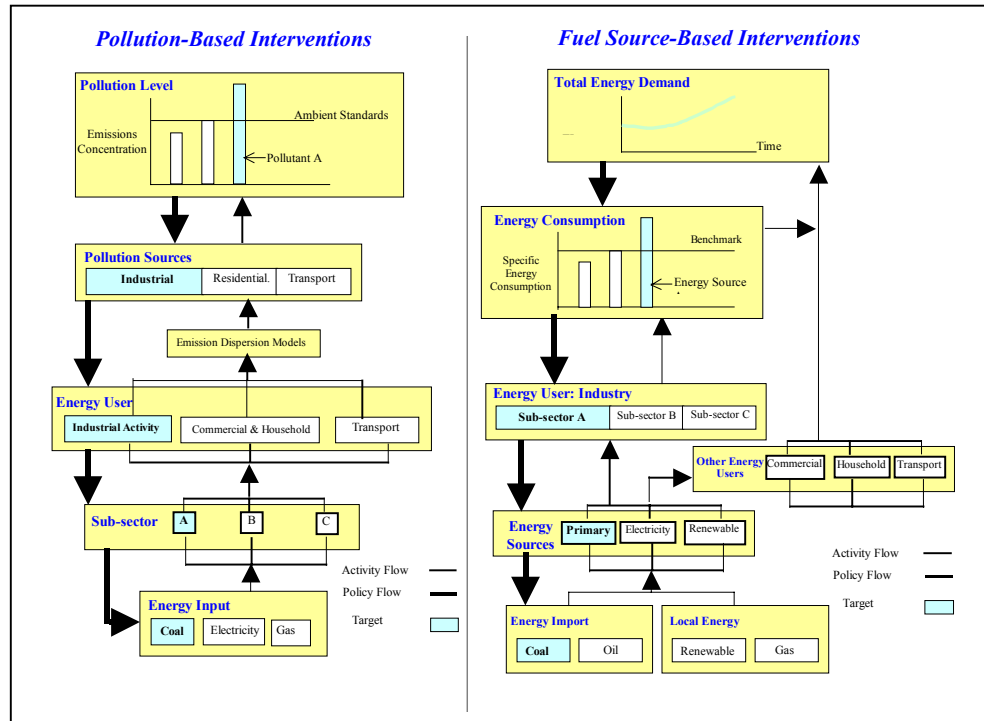 Pollution-Based Interventions
Pollution Level
Emissions
Concentration
Ambient Standards
Pollutant A
Pollution Sources
Industrial
Residential.
Transport
Emission Dispersion Models
Energy User
Industrial Activity
Commercial & Household
Transport
Sub-sector
A
B
C
Energy Input
Coal
Electricity
Gas
Activity Flow
Policy Flow
Target
Fuel Source-Based Interventions
Total Energy Demand
Time
Energy Consumption
Specific
Energy
Consumption
Benchmark
Energy Source
Energy User: Industry
Sub-sector A
Sub-sector B
Sub-sector C
Other Energy
Users
Commercial
Household
Transport
Energy
Sources
Primary
Electricity
Renewable
Energy Import
Coal
Oil
Local Energy
Renewable
Gas
Activity Flow
Policy Flow
Target